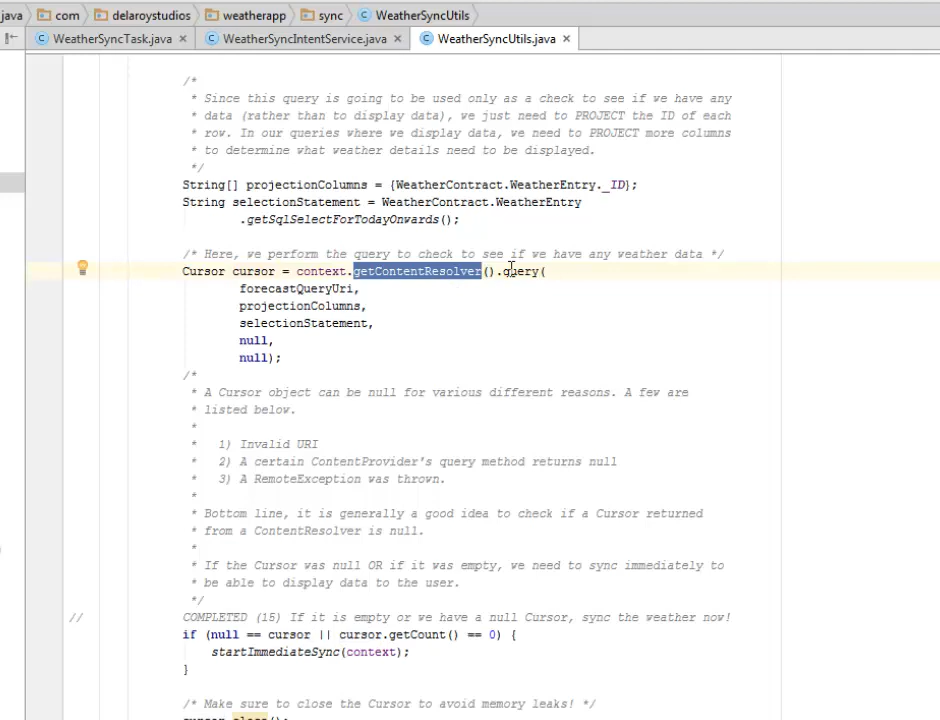 java com delaroystudios weatherapp sync WeatherSyncUtils
WeatherSyncTask.java WeatherSyncIntentService.java WeatherSyncUtils.java
/*
* Since this query is going to be used only as a check to see if we have any
* data (rather than to display data), we just need to PROJECT the ID of each
* row. In our queries where we display data, we need to PROJECT more columns
* to determine what weather details need to be displayed.
*/
String[] projectionColumns = {WeatherContract.WeatherEntry._ID};
String selectionStatement = WeatherContract.WeatherEntry
.getSqlSelectForTodayOnwards();
/* Here, we perform the query to check to see if we have any weather data */
Cursor cursor = context.getContentResolver().query(
forecastQueryUri,
projectionColumns,
selectionStatement,
null,
null);
/*
* A Cursor object can be null for various different reasons. A few are
* listed below.
*
* 1) Invalid URI
* 2) A certain ContentProvider's query method returns null
* 3) A RemoteException was thrown.
*
* Bottom line, it is generally a good idea to check if a Cursor returned
* from a ContentResolver is null.
*
* If the Cursor was null OR if it was empty, we need to sync immediately to
* be able to display data to the user.
*/
// COMPLETED (15) If it is empty or we have a null Cursor, sync the weather now!
if (null == cursor || cursor.getCount() == 0) {
startImmediateSync(context);
}
/* Make sure to close the Cursor to avoid memory leaks! */
cursor.close();